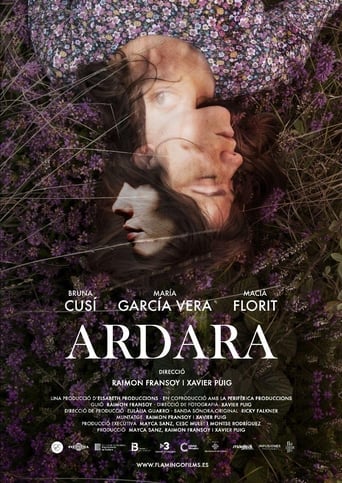 BRUNA MARÍA MACIÀ
CUSÍ GARCÍA VERA FLORIT
ARDARA
DIRECCIÓ
RAIMON FRANSOY I XAVIER PUIG
UNA PRODUCCIÓ D'ELSABETH PRODUCCIONS - EN COPRODUCCIÓ AMB LA PERIFÈRICA PRODUCCIONS
GUIÓ RAIMON FRANSOY - DIRECCIÓ DE FOTOGRAFIA XAVIER PUIG
DIRECCIÓ DE PRODUCCIÓ EULÀLIA GUARRO - BANDA SONORA ORIGINAL RICKY FALKNER
MUNTATGE RAIMON FRANSOY I XAVIER PUIG
PRODUCCIÓ EXECUTIVA MAYCA SANZ, CESC MULET I MONTSE RODRÍGUEZ
PRODUCCIÓ MAYCA SANZ, RAIMON FRANSOY I XAVIER PUIG
WWW.FLAMINGOFILMS.ES